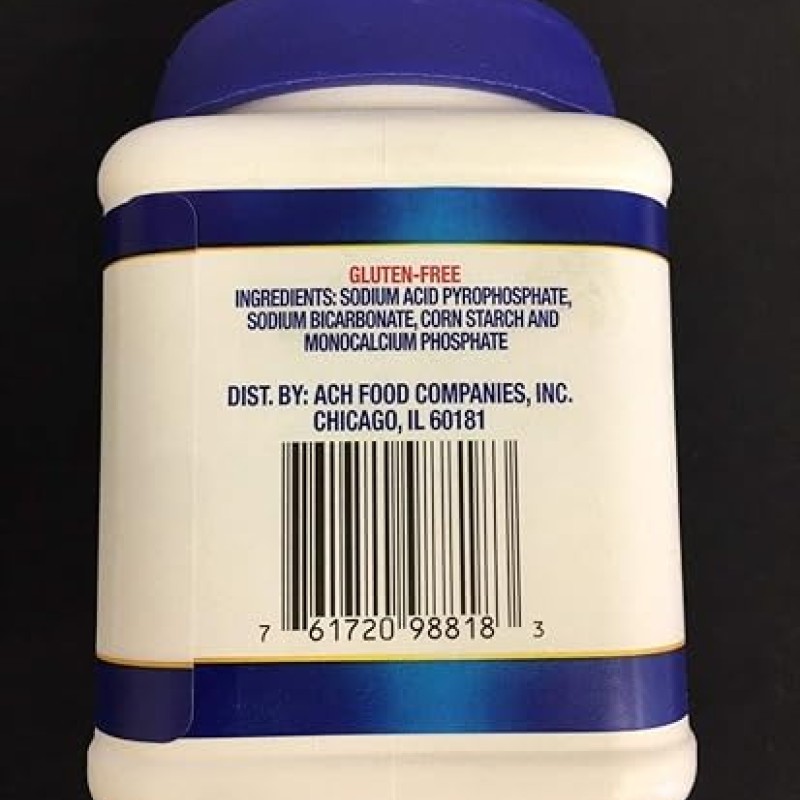 GLUTEN-FREE
INGREDIENTS: SODIUM ACID PYROPHOSPHATE,
SODIUM BICARBONATE, CORN STARCH AND
MONOCALCIUM PHOSPHATE
DIST. BY: ACH FOOD COMPANIES, INC.
CHICAGO, IL 60181
7 61720 98818 3